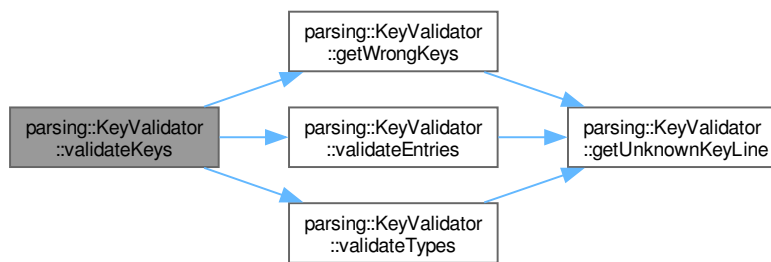 parsing::KeyValidator
::validateKeys
parsing::KeyValidator
::getWrongKeys
parsing::KeyValidator
::validateEntries
parsing::KeyValidator
::validateTypes
parsing::KeyValidator
::getUnknownKeyLine